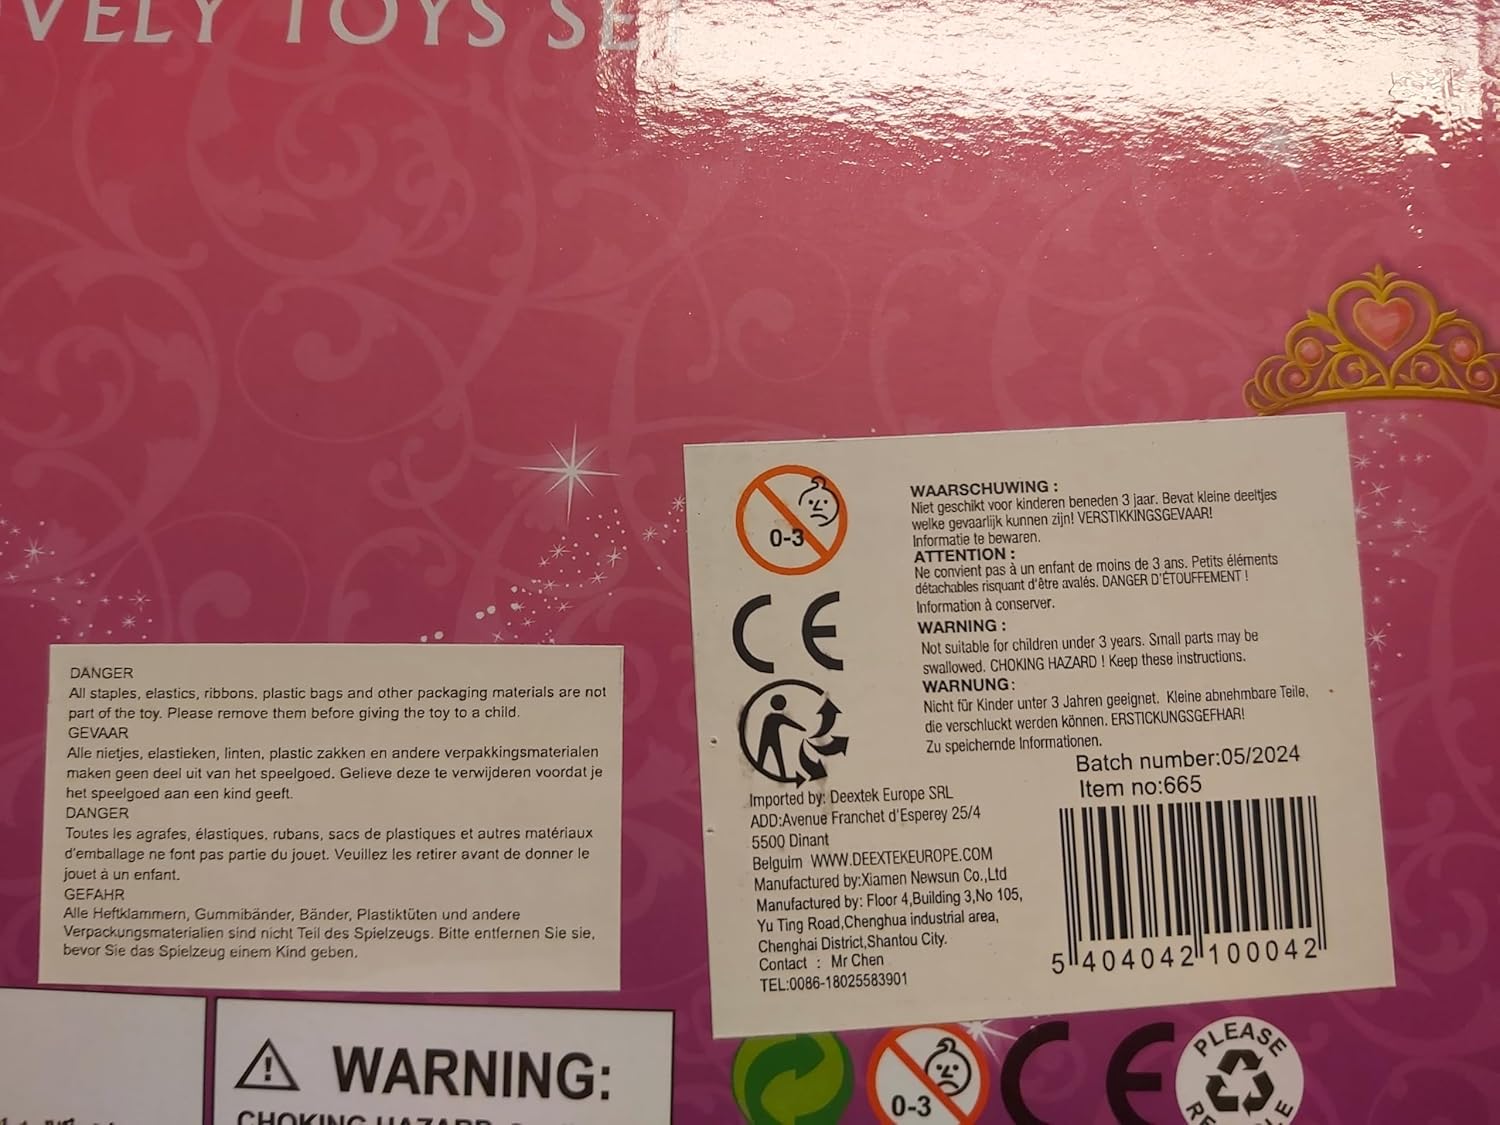 VELY TOYS SE
DANGER
All staples, elastics, ribbons, plastic bags and other packaging materials are not
part of the toy. Please remove them before giving the toy to a child.
GEVAAR
Alle nietjes, elastieken, linten, plastic zakken en andere verpakkingsmaterialen
maken geen deel uit van het speelgoed. Gelieve deze te verwijderen voordat je
het speelgoed aan een kind geeft.
DANGER
Toutes les agrafes, élastiques, rubans, sacs de plastiques et autres matériaux
d'emballage ne font pas partie du jouet. Veuillez les retirer avant de donner le
jouet à un enfant.
GEFAHR
Alle Heftklammern, Gummibänder, Bänder, Plastiktüten und andere
Verpackungsmaterialien sind nicht Teil des Spielzeugs. Bitte entfernen Sie sie,
bevor Sie das Spielzeug einem Kind geben.
0-3
CE
WAARSCHUWING :
Niet geschikt voor kinderen beneden 3 jaar. Bevat kleine deeltjes
welke gevaarlijk kunnen zijn! VERSTIKKINGSGEVAAR!
Informatie te bewaren.
ATTENTION :
Ne convient pas à un enfant de moins de 3 ans. Petits éléments
détachables risquant d'être avalés. DANGER D'ÉTOUFFEMENT !
Information à conserver.
WARNING :
Not suitable for children under 3 years. Small parts may be
swallowed. CHOKING HAZARD ! Keep these instructions.
WARNUNG:
Nicht für Kinder unter 3 Jahren geeignet. Kleine abnehmbare Teile,
die verschluckt werden können. ERSTICKUNGSGEFHAR!
Zu speichernde Informationen.
Batch number:05/2024
Item no:665
Imported by: Deextek Europe SRL
ADD:Avenue Franchet d'Esperey 25/4
5500 Dinant
Belguim WWW.DEEXTEKEUROPE.COM
Manufactured by:Xiamen Newsun Co.,Ltd
Manufactured by: Floor 4,Building 3,No 105,
Yu Ting Road,Chenghua industrial area,
Chenghai District,Shantou City.
Contact : Mr Chen
TEL:0086-18025583901
5 404042 100042
WARNING:
CHOKING HAZARD
0-3
CE
PLEASE